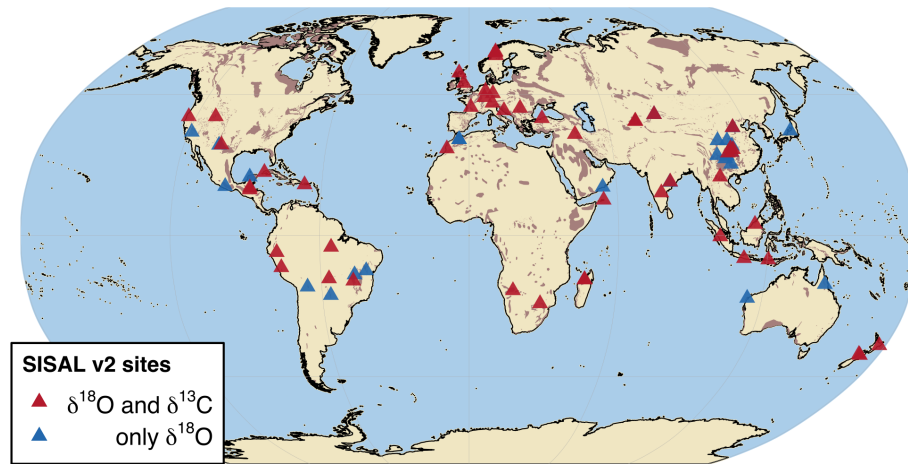 SISAL v2 sites
δ¹⁸O and δ¹³C
only δ¹⁸O